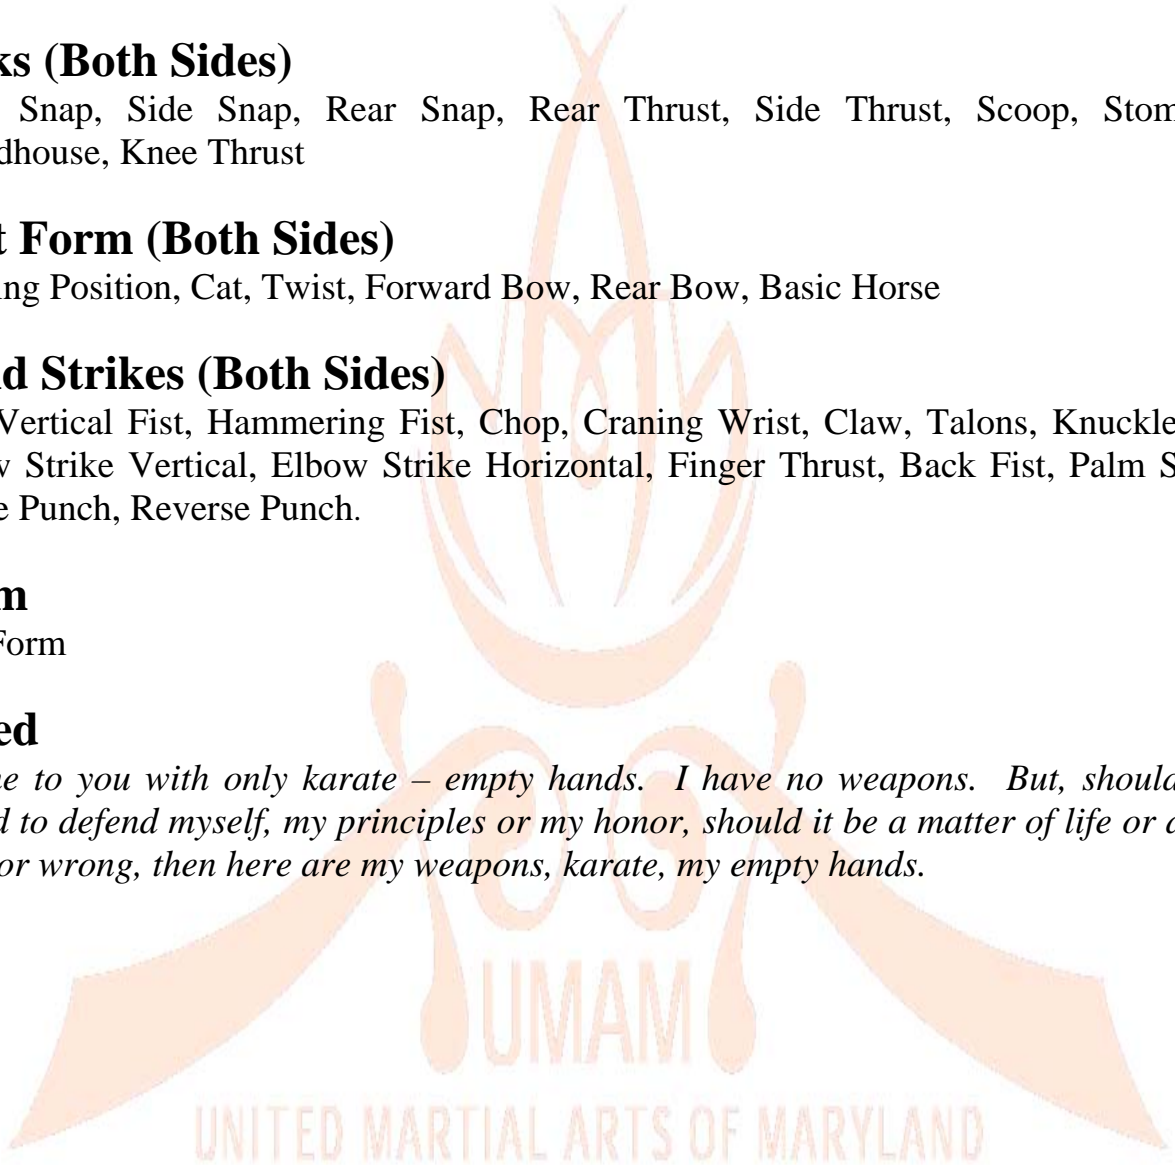 ks (Both Sides)
Snap, Side Snap, Rear Snap, Rear Thrust, Side Thrust, Scoop, Stom
dhouse, Knee Thrust
t Form (Both Sides)
ing Position, Cat, Twist, Forward Bow, Rear Bow, Basic Horse
d Strikes (Both Sides)
Vertical Fist, Hammering Fist, Chop, Craning Wrist, Claw, Talons, Knuckle
w Strike Vertical, Elbow Strike Horizontal, Finger Thrust, Back Fist, Palm S
e Punch, Reverse Punch.
m
Form
ed
ne to you with only karate – empty hands. I have no weapons. But, should
d to defend myself, my principles or my honor, should it be a matter of life or d
or wrong, then here are my weapons, karate, my empty hands.
UMAM
UNITED MARTIAL ARTS OF MARYLAND